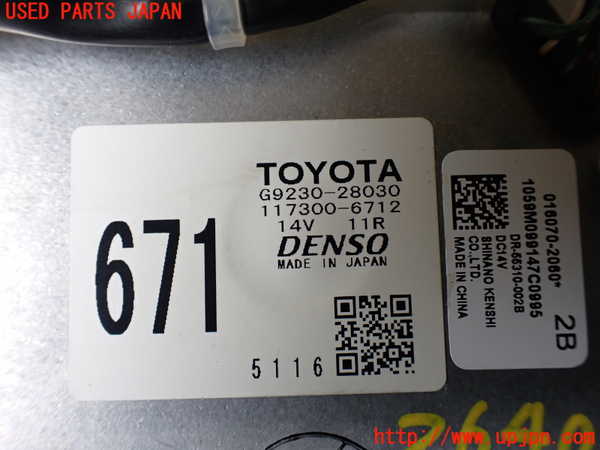 USED PARTS JAPAN
TOYOTA
G9230-28030
117300-6712
14V 11R
DENSO
MADE IN JAPAN
671
5116
016070-2060*
1059M099147C0995
2B
DR-55310-002B
DC14V
SHINANO KENSHI
CO.,LTD.
MADE IN CHINA
http://www.upjpn.com